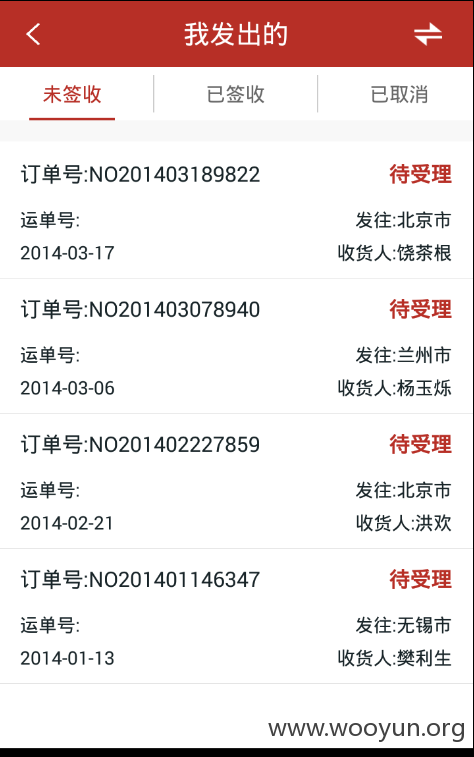 我发出的
未签收 已签收 已取消
订单号:NO201403189822 待受理
运单号: 发往:北京市
2014-03-17 收货人:饶茶根
订单号:NO201403078940 待受理
运单号: 发往:兰州市
2014-03-06 收货人:杨玉烁
订单号:NO201402227859 待受理
运单号: 发往:北京市
2014-02-21 收货人:洪欢
订单号:NO201401146347 待受理
运单号: 发往:无锡市
2014-01-13 收货人:樊利生
www.wooyun.org